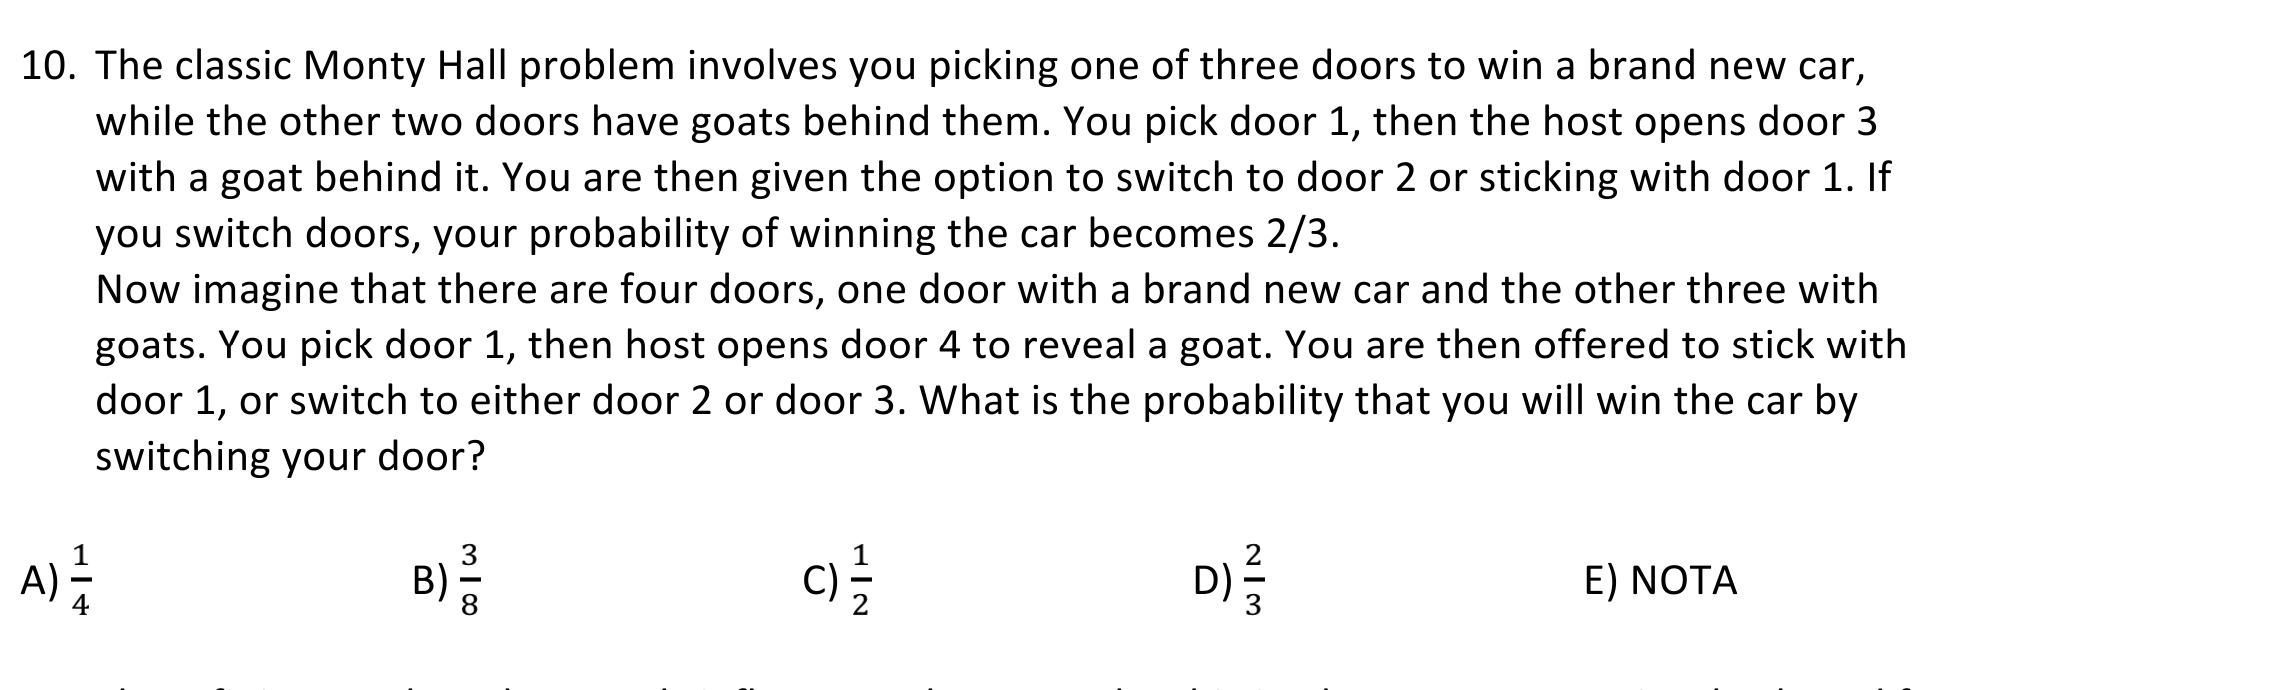 10. The classic Monty Hall problem involves you picking one of three doors to win a brand new car,
while the other two doors have goats behind them. You pick door 1, then the host opens door 3
with a goat behind it. You are then given the option to switch to door 2 or sticking with door 1. If
you switch doors, your probability of winning the car becomes 2/3.
Now imagine that there are four doors, one door with a brand new car and the other three with
goats. You pick door 1, then host opens door 4 to reveal a goat. You are then offered to stick with
door 1, or switch to either door 2 or door 3. What is the probability that you will win the car by
switching your door?
A) 1/4 B) 3/8 C) 1/2 D) 2/3 E) NOTA